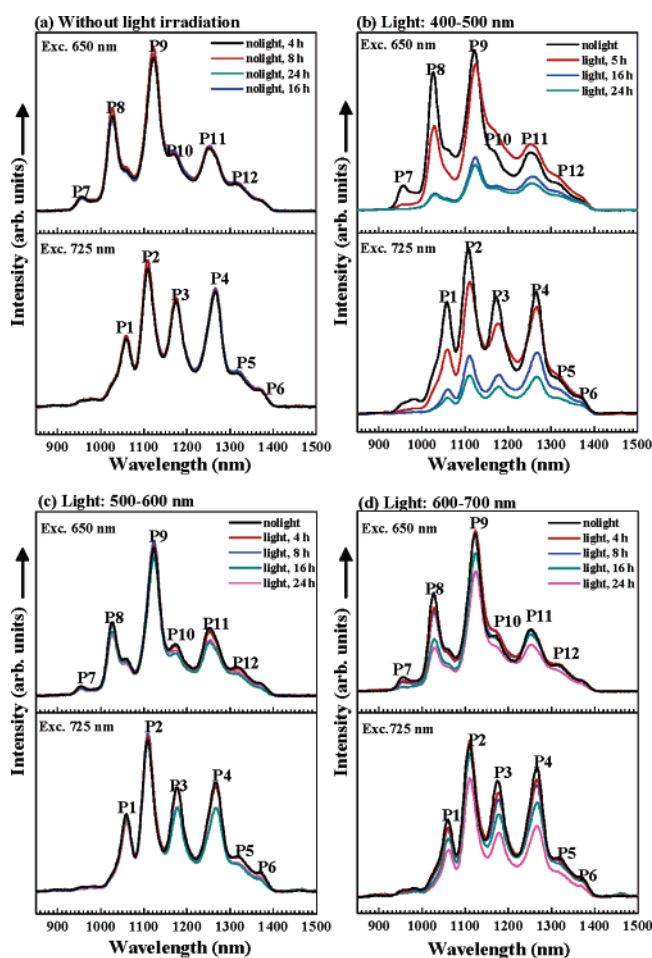 (a) Without light irradiation
Exc. 650 nm
P9
nolight, 4 h
nolight, 8 h
nolight, 24 h
nolight, 16 h
P8
P11
P10
P7
P12
Exc. 725 nm
P2
P4
P3
P1
P5
P6
Intensity (arb. units)
900 1000 1100 1200 1300 1400 1500
Wavelength (nm)
(b) Light: 400-500 nm
Exc. 650 nm
P9
nolight
light, 5 h
light, 16 h
light, 24 h
P8
P10
P11
P7
P12
Exc. 725 nm
P2
P1
P3
P4
P5
P6
Intensity (arb. units)
900 1000 1100 1200 1300 1400 1500
Wavelength (nm)
(c) Light: 500-600 nm
Exc. 650 nm
P9
nolight
light, 4 h
light, 8 h
light, 16 h
light, 24 h
P8
P11
P10
P7
P12
Exc. 725 nm
P2
P3
P4
P1
P5
P6
Intensity (arb. units)
900 1000 1100 1200 1300 1400 1500
Wavelength (nm)
(d) Light: 600-700 nm
Exc. 650 nm
P9
nolight
light, 4 h
light, 8 h
light, 16 h
light, 24 h
P8
P10
P11
P7
P12
Exc.725 nm
P2
P3
P4
P1
P5
P6
Intensity (arb. units)
900 1000 1100 1200 1300 1400 1500
Wavelength (nm)